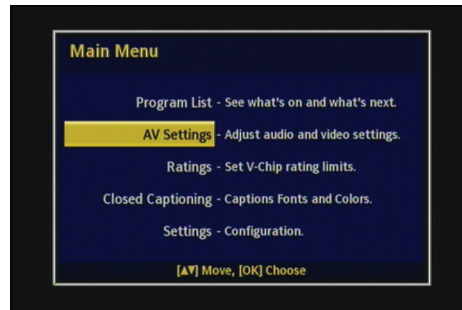 Main Menu
Program List - See what's on and what's next.
AV Settings - Adjust audio and video settings.
Ratings - Set V-Chip rating limits.
Closed Captioning - Captions Fonts and Colors.
Settings - Configuration.
[▲▼] Move, [OK] Choose